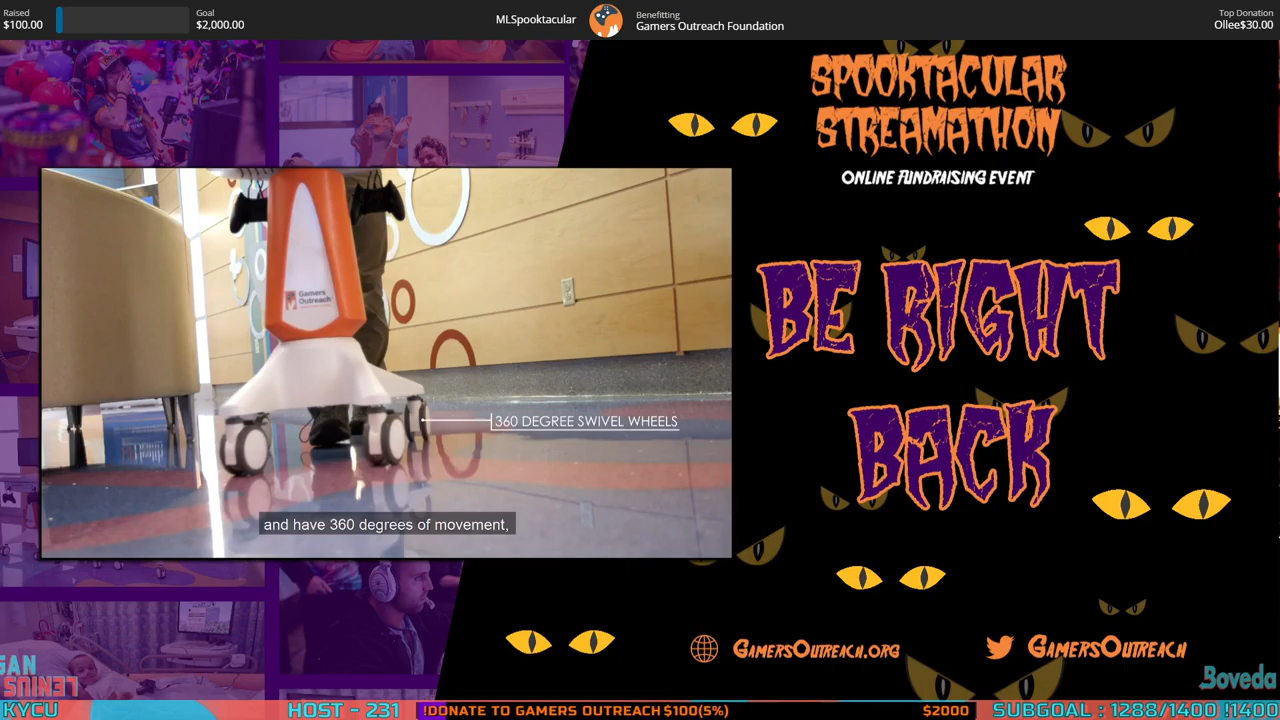 Raised
$100.00
Goal
$2,000.00
MLSpooktacular
Benefitting
Gamers Outreach Foundation
Top Donation
Ollee$30.00
SPOOKTACULAR
STREAMATHON
ONLINE FUNDRAISING EVENT
BE RIGHT
BACK
Gamers
Outreach
360 DEGREE SWIVEL WHEELS
and have 360 degrees of movement,
GAMERSOUTREACH.ORG
GAMERSOUTREACH
Boveda
KYCU
HOST - 231
!DONATE TO GAMERS OUTREACH $100(5%)
$2000
SUBGOAL : 1288/1400 !1400